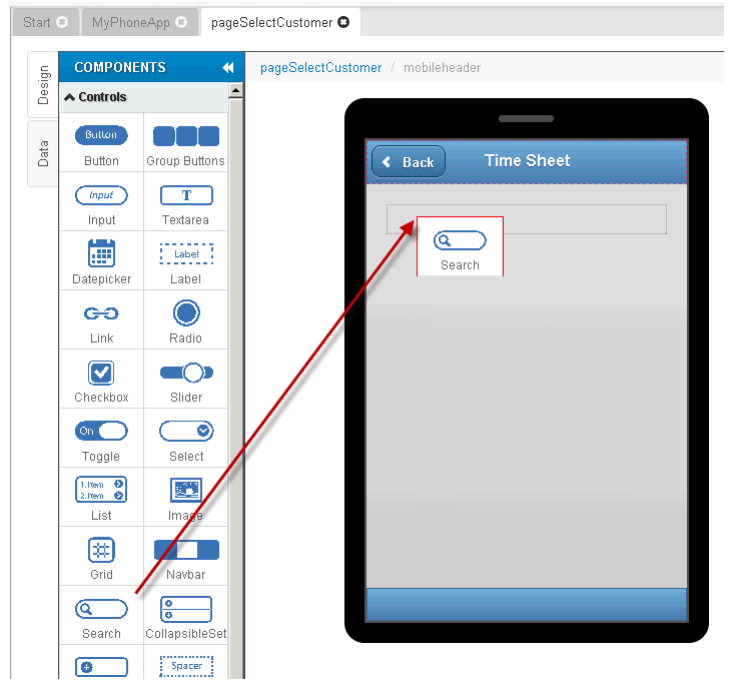 Start MyPhoneApp pageSelectCustomer
Design
Data
COMPONENTS
pageSelectCustomer / mobileheader
Controls
Button
Button Group Buttons
Input T
Input Textarea
Label
Datepicker Label
Link Radio
Checkbox Slider
On
Toggle Select
1.Item
2.Item
List Image
Grid Navbar
Search CollapsibleSet
Spacer
Back Time Sheet
Search